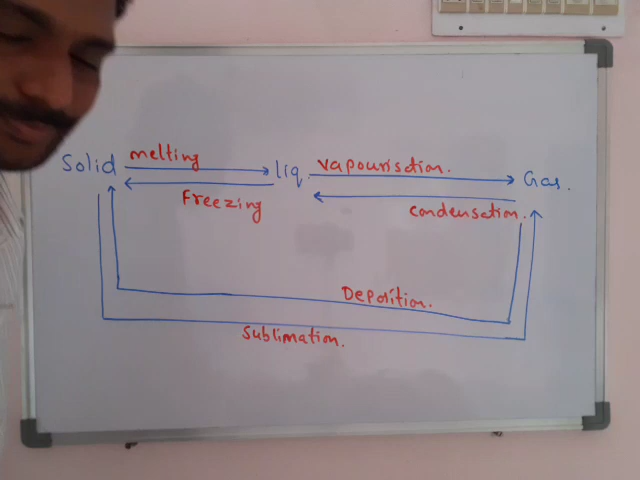 Solid melting liq. vapourisation. Gas.
Freezing condensation.
Deposition.
Sublimation.